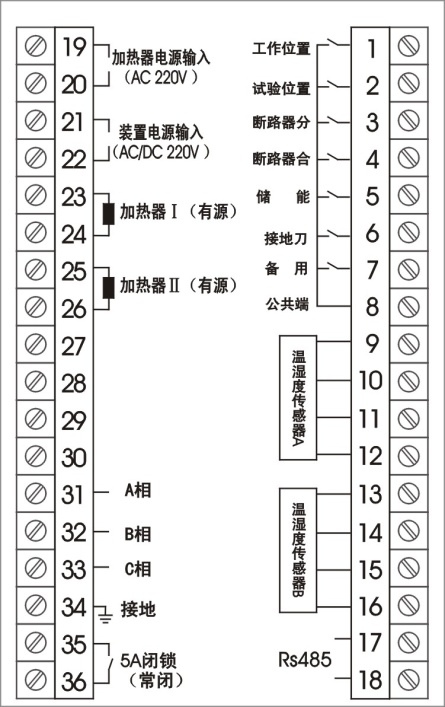 19
加热器电源输入
20
(AC 220V )
21
装置电源输入
22
(AC/DC 220V )
23
加热器Ⅰ（有源）
24
25
加热器Ⅱ（有源）
26
27
28
29
30
31 A相
32 B相
33 C相
34 接地
35
5A闭锁
36
（常闭）
工作位置 1
试验位置 2
断路器分 3
断路器合 4
储 能 5
接地刀 6
备 用 7
公共端 8
9
10
11
12
温湿度传感器A
13
14
15
16
温湿度传感器B
17
Rs485
18